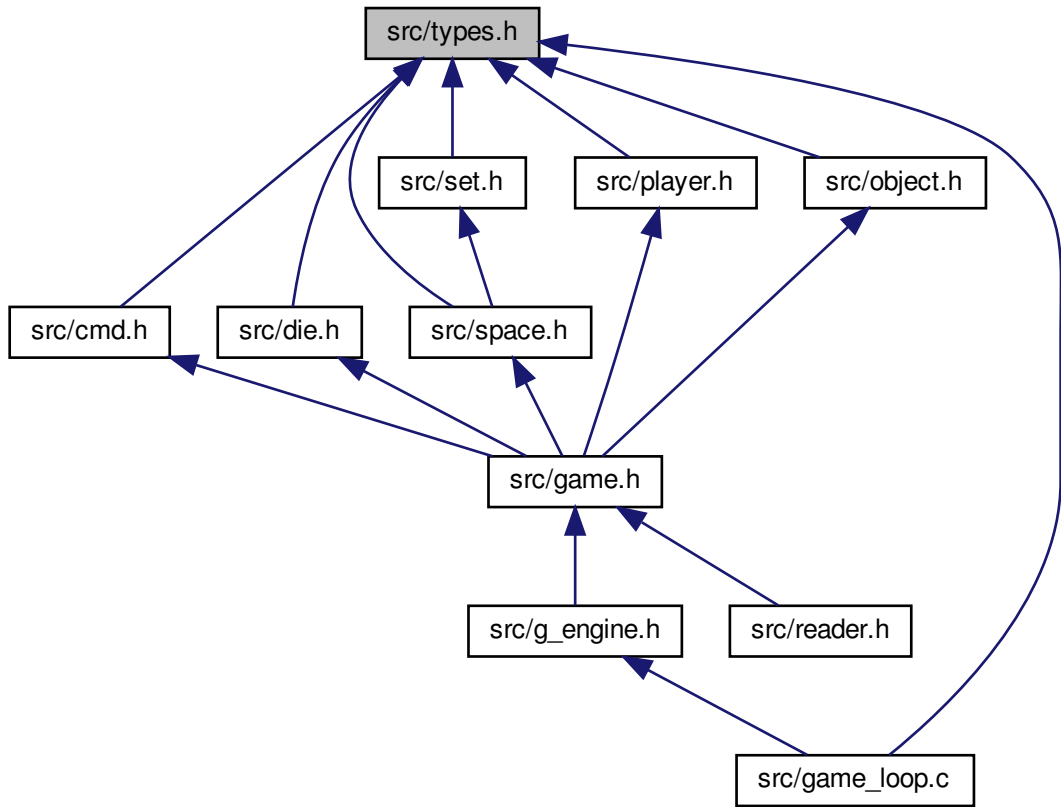 src/types.h
src/set.h
src/player.h
src/object.h
src/cmd.h
src/die.h
src/space.h
src/game.h
src/g_engine.h
src/reader.h
src/game_loop.c